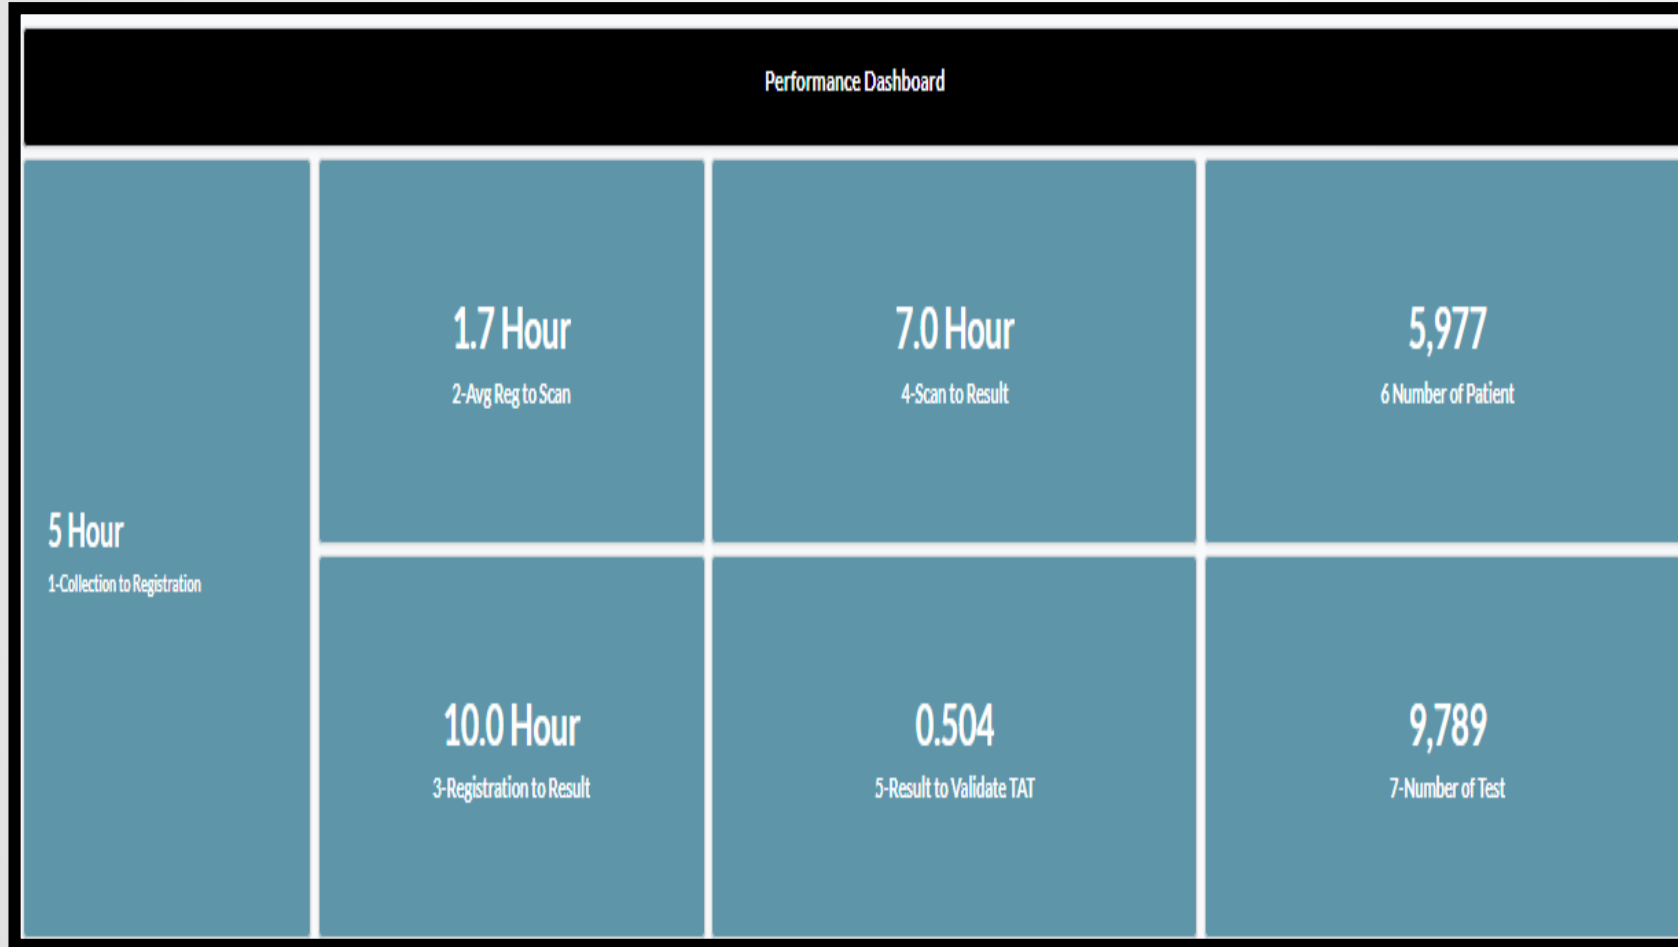 Performance Dashboard
5 Hour
1-Collection to Registration
1.7 Hour
2-Avg Reg to Scan
7.0 Hour
4-Scan to Result
5,977
6 Number of Patient
10.0 Hour
3-Registration to Result
0.504
5-Result to Validate TAT
9,789
7-Number of Test